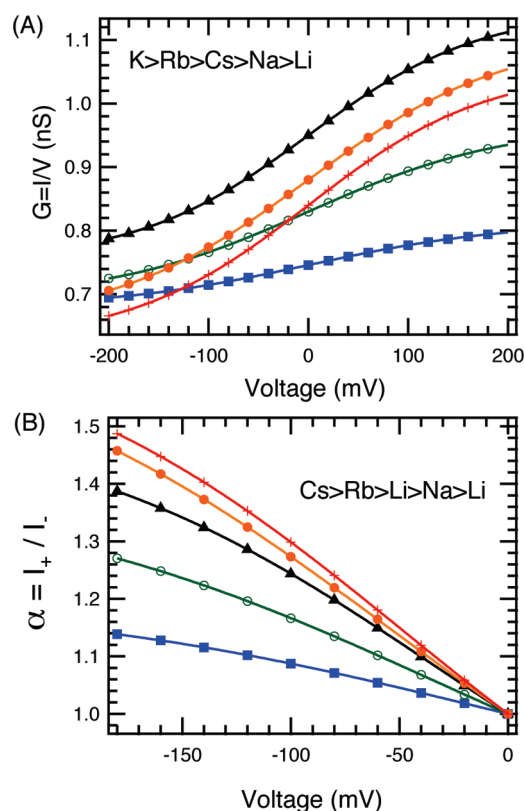 (A)
K>Rb>Cs>Na>Li
G=I/V (nS)
1.1
1.0
0.9
0.8
0.7
-200 -100 0 100 200
Voltage (mV)
(B)
Cs>Rb>Li>Na>Li
α = I₊ / I₋
1.5
1.4
1.3
1.2
1.1
1.0
-150 -100 -50 0
Voltage (mV)